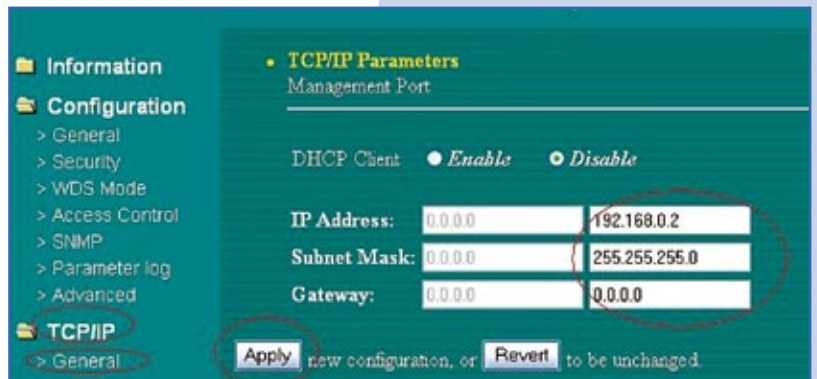 Information
Configuration
> General
> Security
> WDS Mode
> Access Control
> SNMP
> Parameter log
> Advanced
TCP/IP
> General
• TCP/IP Parameters
Management Port
DHCP Client Enable Disable
IP Address: 0.0.0.0 192.168.0.2
Subnet Mask: 0.0.0.0 255.255.255.0
Gateway: 0.0.0.0 0.0.0.0
Apply new configuration, or Revert to be unchanged.